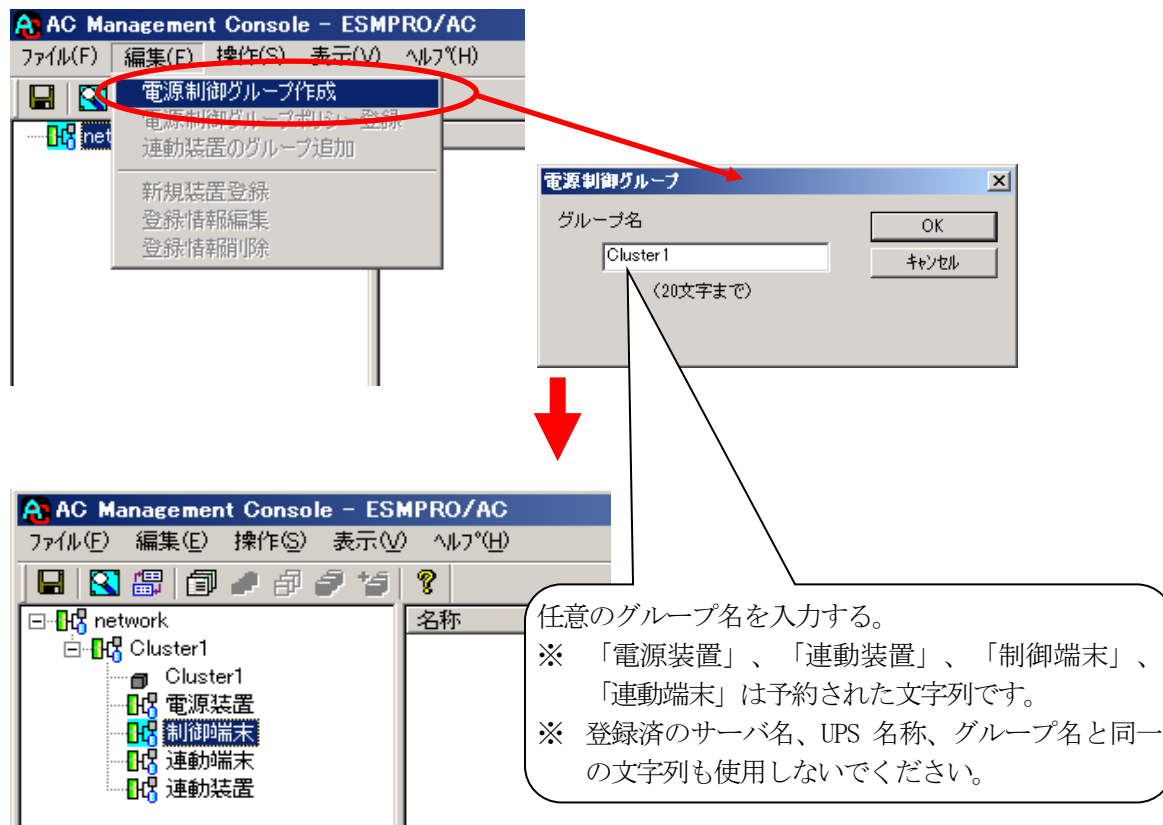 AC Management Console - ESMPRO/AC
ファイル(F) 編集(E) 操作(S) 表示(V) ヘルプ(H)
電源制御グループ作成
電源制御グループポリシー登録
連動装置のグループ追加
新規装置登録
登録情報編集
登録情報削除
net
電源制御グループ
グループ名
Cluster1
(20文字まで)
OK
キャンセル
AC Management Console - ESMPRO/AC
ファイル(F) 編集(E) 操作(S) 表示(V) ヘルプ(H)
network
Cluster1
Cluster1
電源装置
制御端末
連動端末
連動装置
名称
任意のグループ名を入力する。
※ 「電源装置」、「連動装置」、「制御端末」、
「連動端末」は予約された文字列です。
※ 登録済のサーバ名、UPS 名称、グループ名と同一
の文字列も使用しないでください。